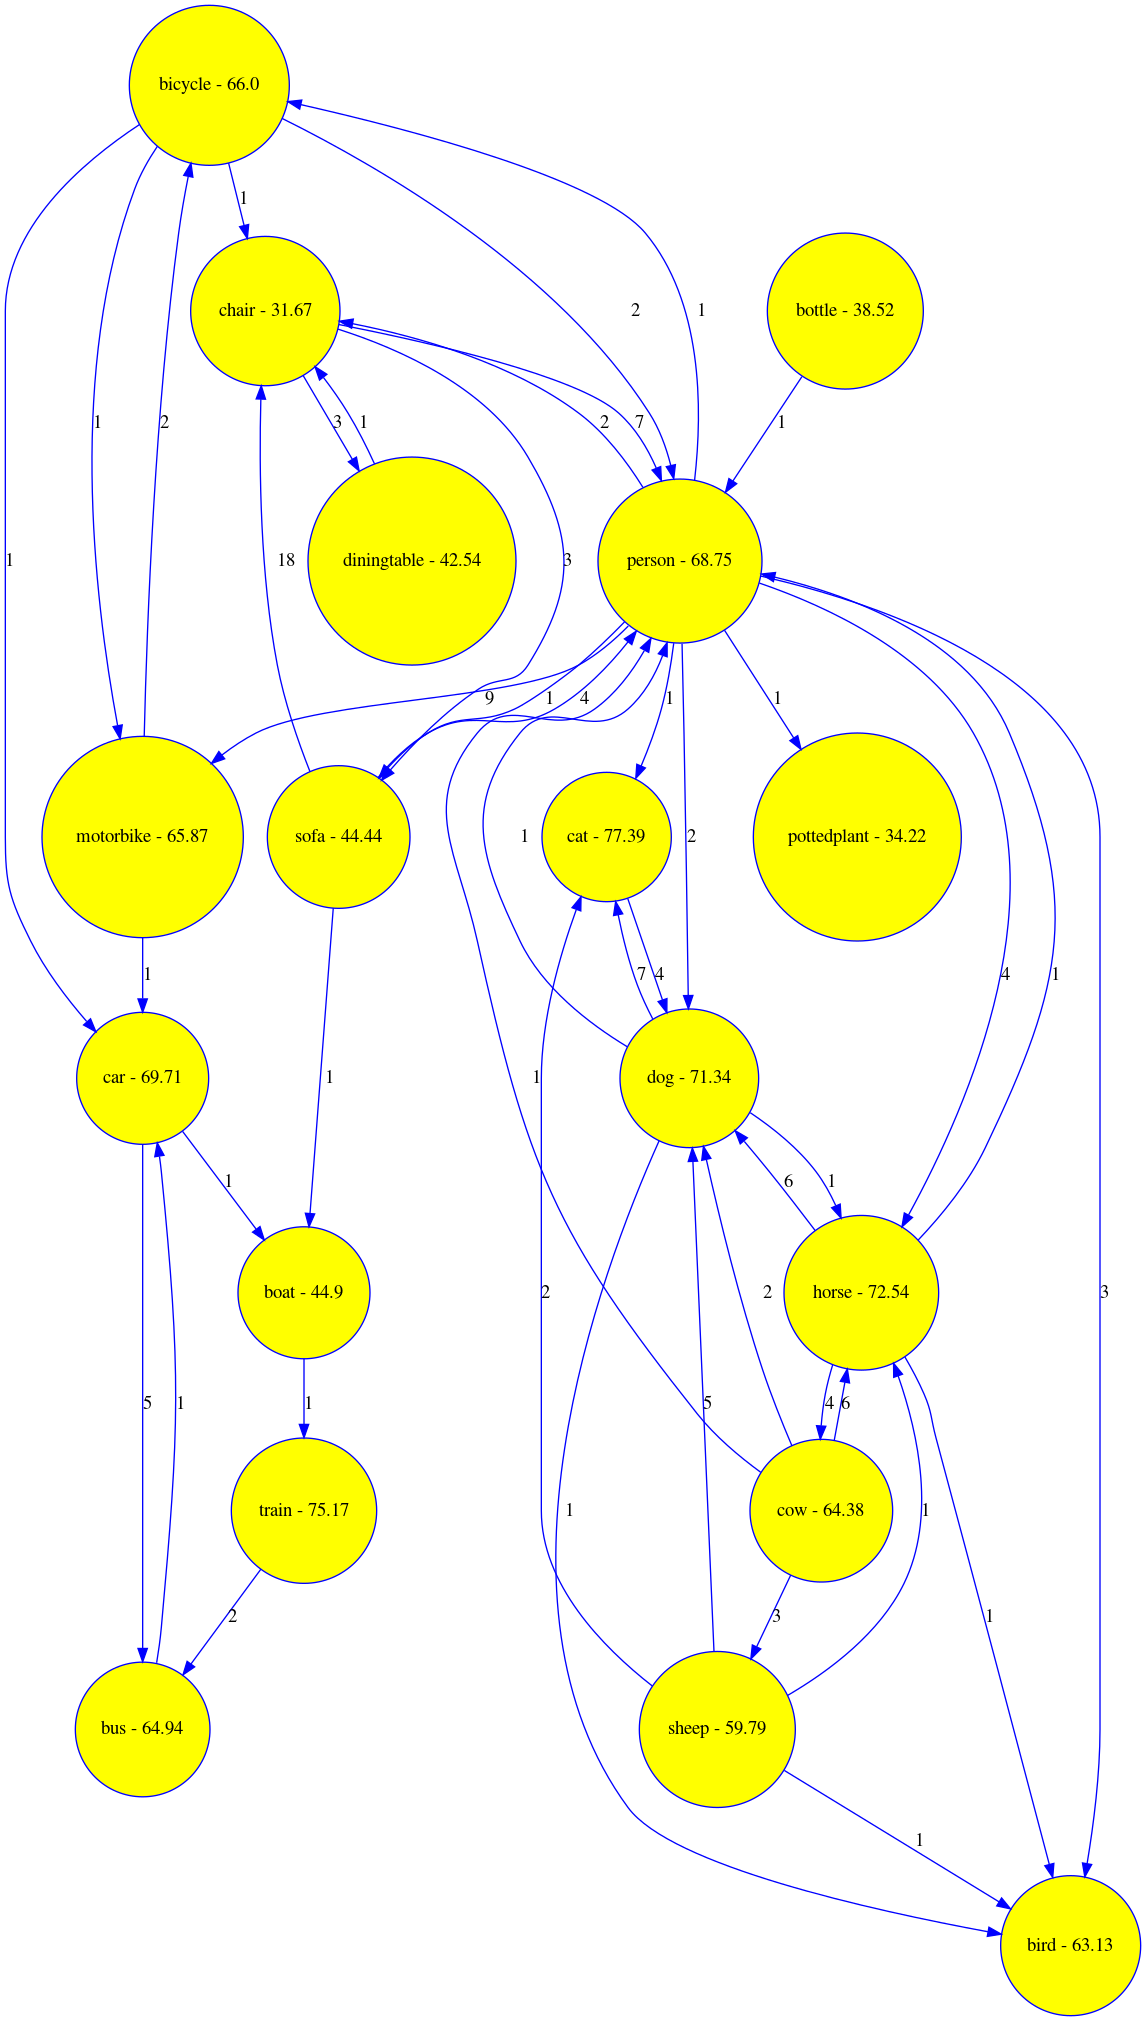 bicycle - 66.0
1
chair - 31.67
2
1
bottle - 38.52
1
2
3
1
2
7
1
1
18
diningtable - 42.54
3
person - 68.75
9
1
4
1
1
motorbike - 65.87
sofa - 44.44
1
cat - 77.39
2
pottedplant - 34.22
1
7
4
4
1
car - 69.71
1
1
dog - 71.34
1
6
1
boat - 44.9
2
2
horse - 72.54
3
5
1
1
5
4
6
train - 75.17
1
cow - 64.38
1
2
3
1
bus - 64.94
sheep - 59.79
1
bird - 63.13